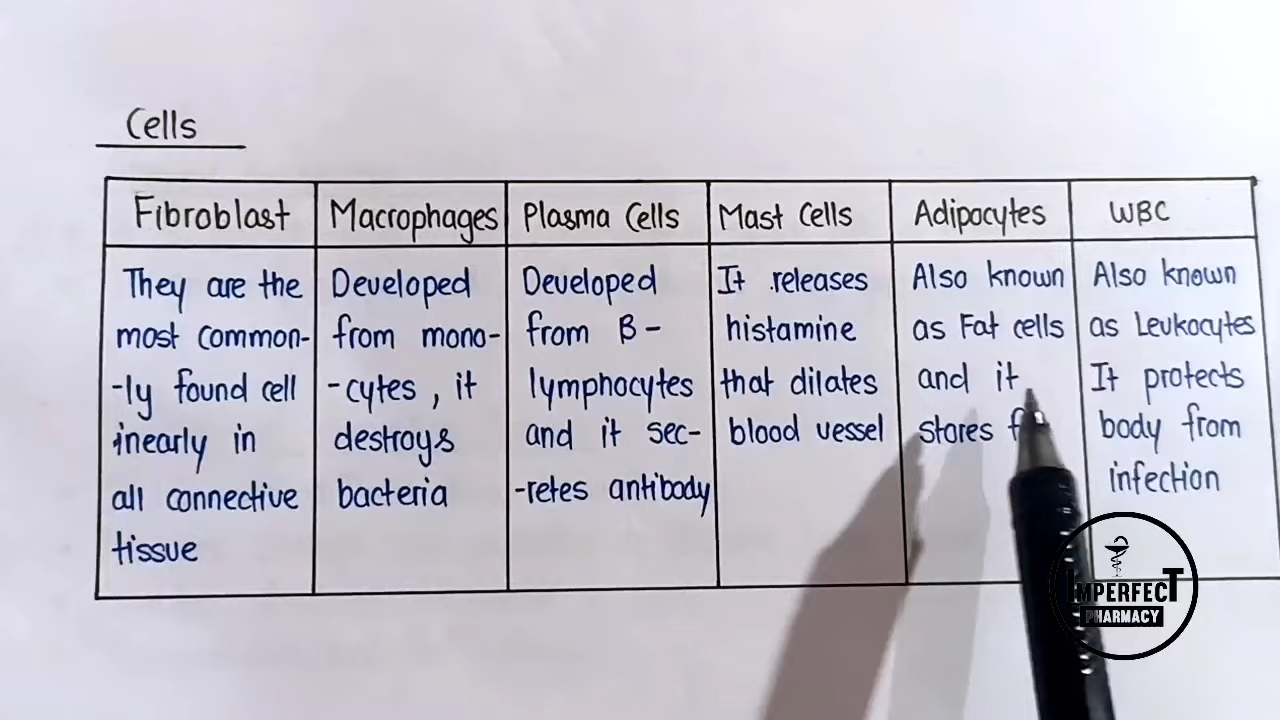 Cells
Fibroblast
Macrophages
Plasma Cells
Mast Cells
Adipocytes
WBC
They are the
most common-
-ly found cell
inearly in
all connective
tissue
Developed
from mono-
-cytes, it
destroys
bacteria
Developed
from B-
lymphocytes
and it sec-
-retes antibody
It releases
histamine
that dilates
blood vessel
Also known
as Fat cells
and it
stores
Also known
as Leukocytes
It protects
body from
infection
IMPERFECT
PHARMACY